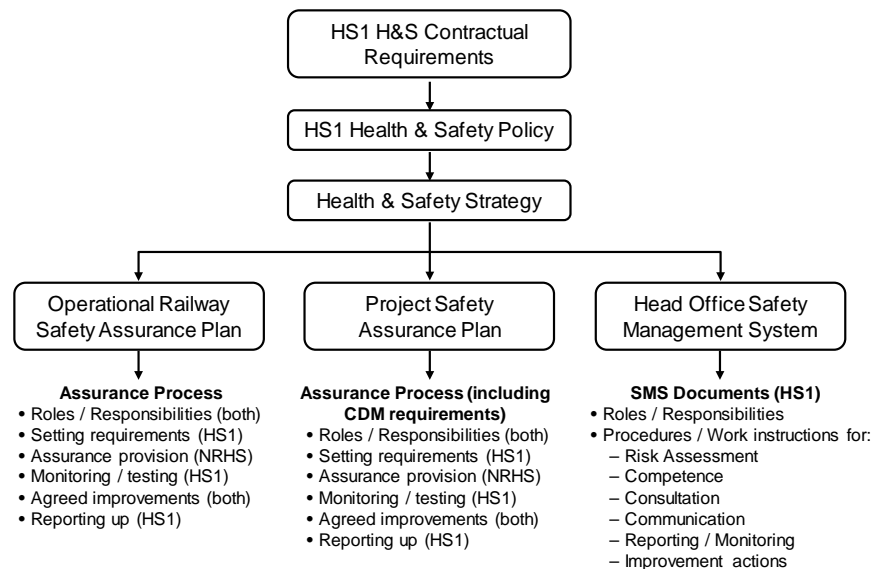 HS1 H&S Contractual
Requirements
HS1 Health & Safety Policy
Health & Safety Strategy
Operational Railway
Safety Assurance Plan
Project Safety
Assurance Plan
Head Office Safety
Management System
Assurance Process
• Roles / Responsibilities (both)
• Setting requirements (HS1)
• Assurance provision (NRHS)
• Monitoring / testing (HS1)
• Agreed improvements (both)
• Reporting up (HS1)
Assurance Process (including
CDM requirements)
• Roles / Responsibilities (both)
• Setting requirements (HS1)
• Assurance provision (NRHS)
• Monitoring / testing (HS1)
• Agreed improvements (both)
• Reporting up (HS1)
SMS Documents (HS1)
• Roles / Responsibilities
• Procedures / Work instructions for:
– Risk Assessment
– Competence
– Consultation
– Communication
– Reporting / Monitoring
– Improvement actions